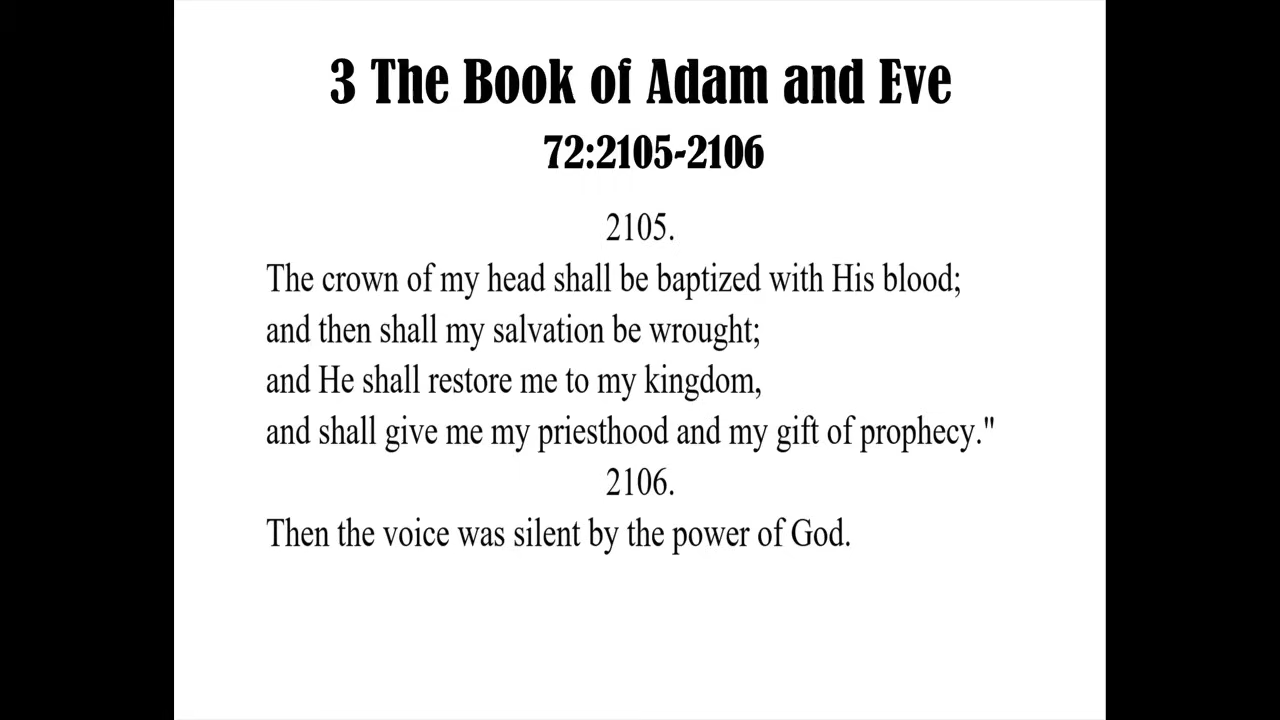 3 The Book of Adam and Eve
72:2105-2106
2105.
The crown of my head shall be baptized with His blood;
and then shall my salvation be wrought;
and He shall restore me to my kingdom,
and shall give me my priesthood and my gift of prophecy."
2106.
Then the voice was silent by the power of God.